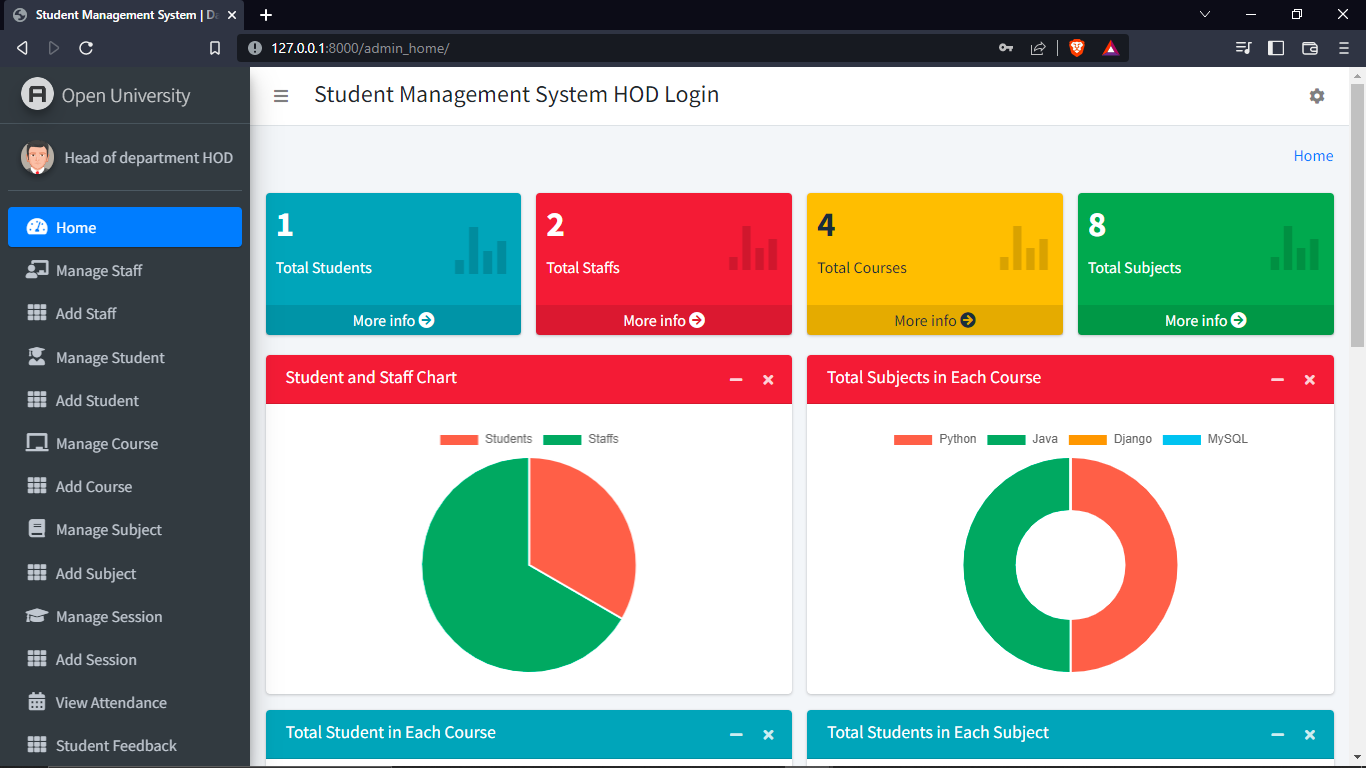 Student Management System | Da
127.0.0.1:8000/admin_home/
Open University
Head of department HOD
Home
Manage Staff
Add Staff
Manage Student
Add Student
Manage Course
Add Course
Manage Subject
Add Subject
Manage Session
Add Session
View Attendance
Student Feedback
Student Management System HOD Login
Home
1
Total Students
More info
2
Total Staffs
More info
4
Total Courses
More info
8
Total Subjects
More info
Student and Staff Chart
Students Staffs
Total Subjects in Each Course
Python Java Django MySQL
Total Student in Each Course
Total Students in Each Subject